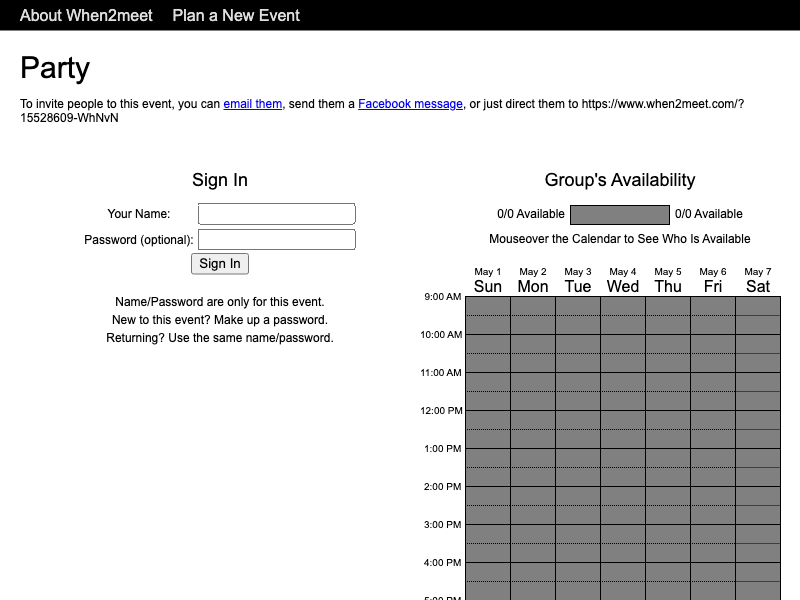 About When2meet Plan a New Event
Party
To invite people to this event, you can email them, send them a Facebook message, or just direct them to https://www.when2meet.com/?
15528609-WhNvN
Sign In
Your Name:
Password (optional):
Sign In
Name/Password are only for this event.
New to this event? Make up a password.
Returning? Use the same name/password.
Group's Availability
0/0 Available 0/0 Available
Mouseover the Calendar to See Who Is Available
May 1 May 2 May 3 May 4 May 5 May 6 May 7
Sun Mon Tue Wed Thu Fri Sat
9:00 AM
10:00 AM
11:00 AM
12:00 PM
1:00 PM
2:00 PM
3:00 PM
4:00 PM
5:00 PM